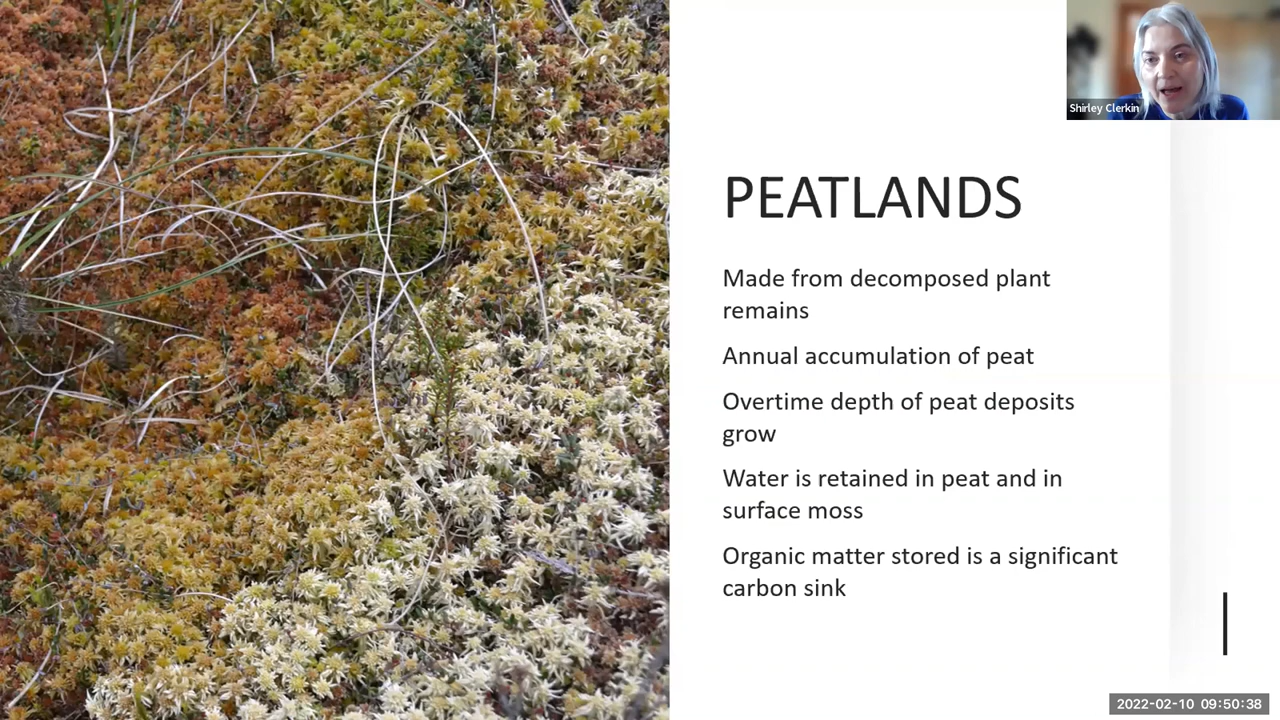 Shirley Clerkin
PEATLANDS
Made from decomposed plant
remains
Annual accumulation of peat
Overtime depth of peat deposits
grow
Water is retained in peat and in
surface moss
Organic matter stored is a significant
carbon sink
2022-02-10 09:50:38